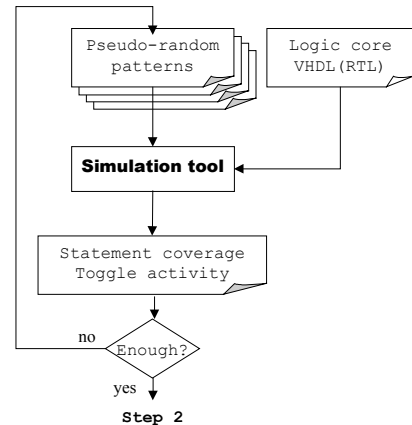 Pseudo-random
patterns
Logic core
VHDL(RTL)
Simulation tool
Statement coverage
Toggle activity
Enough?
no
yes
Step 2